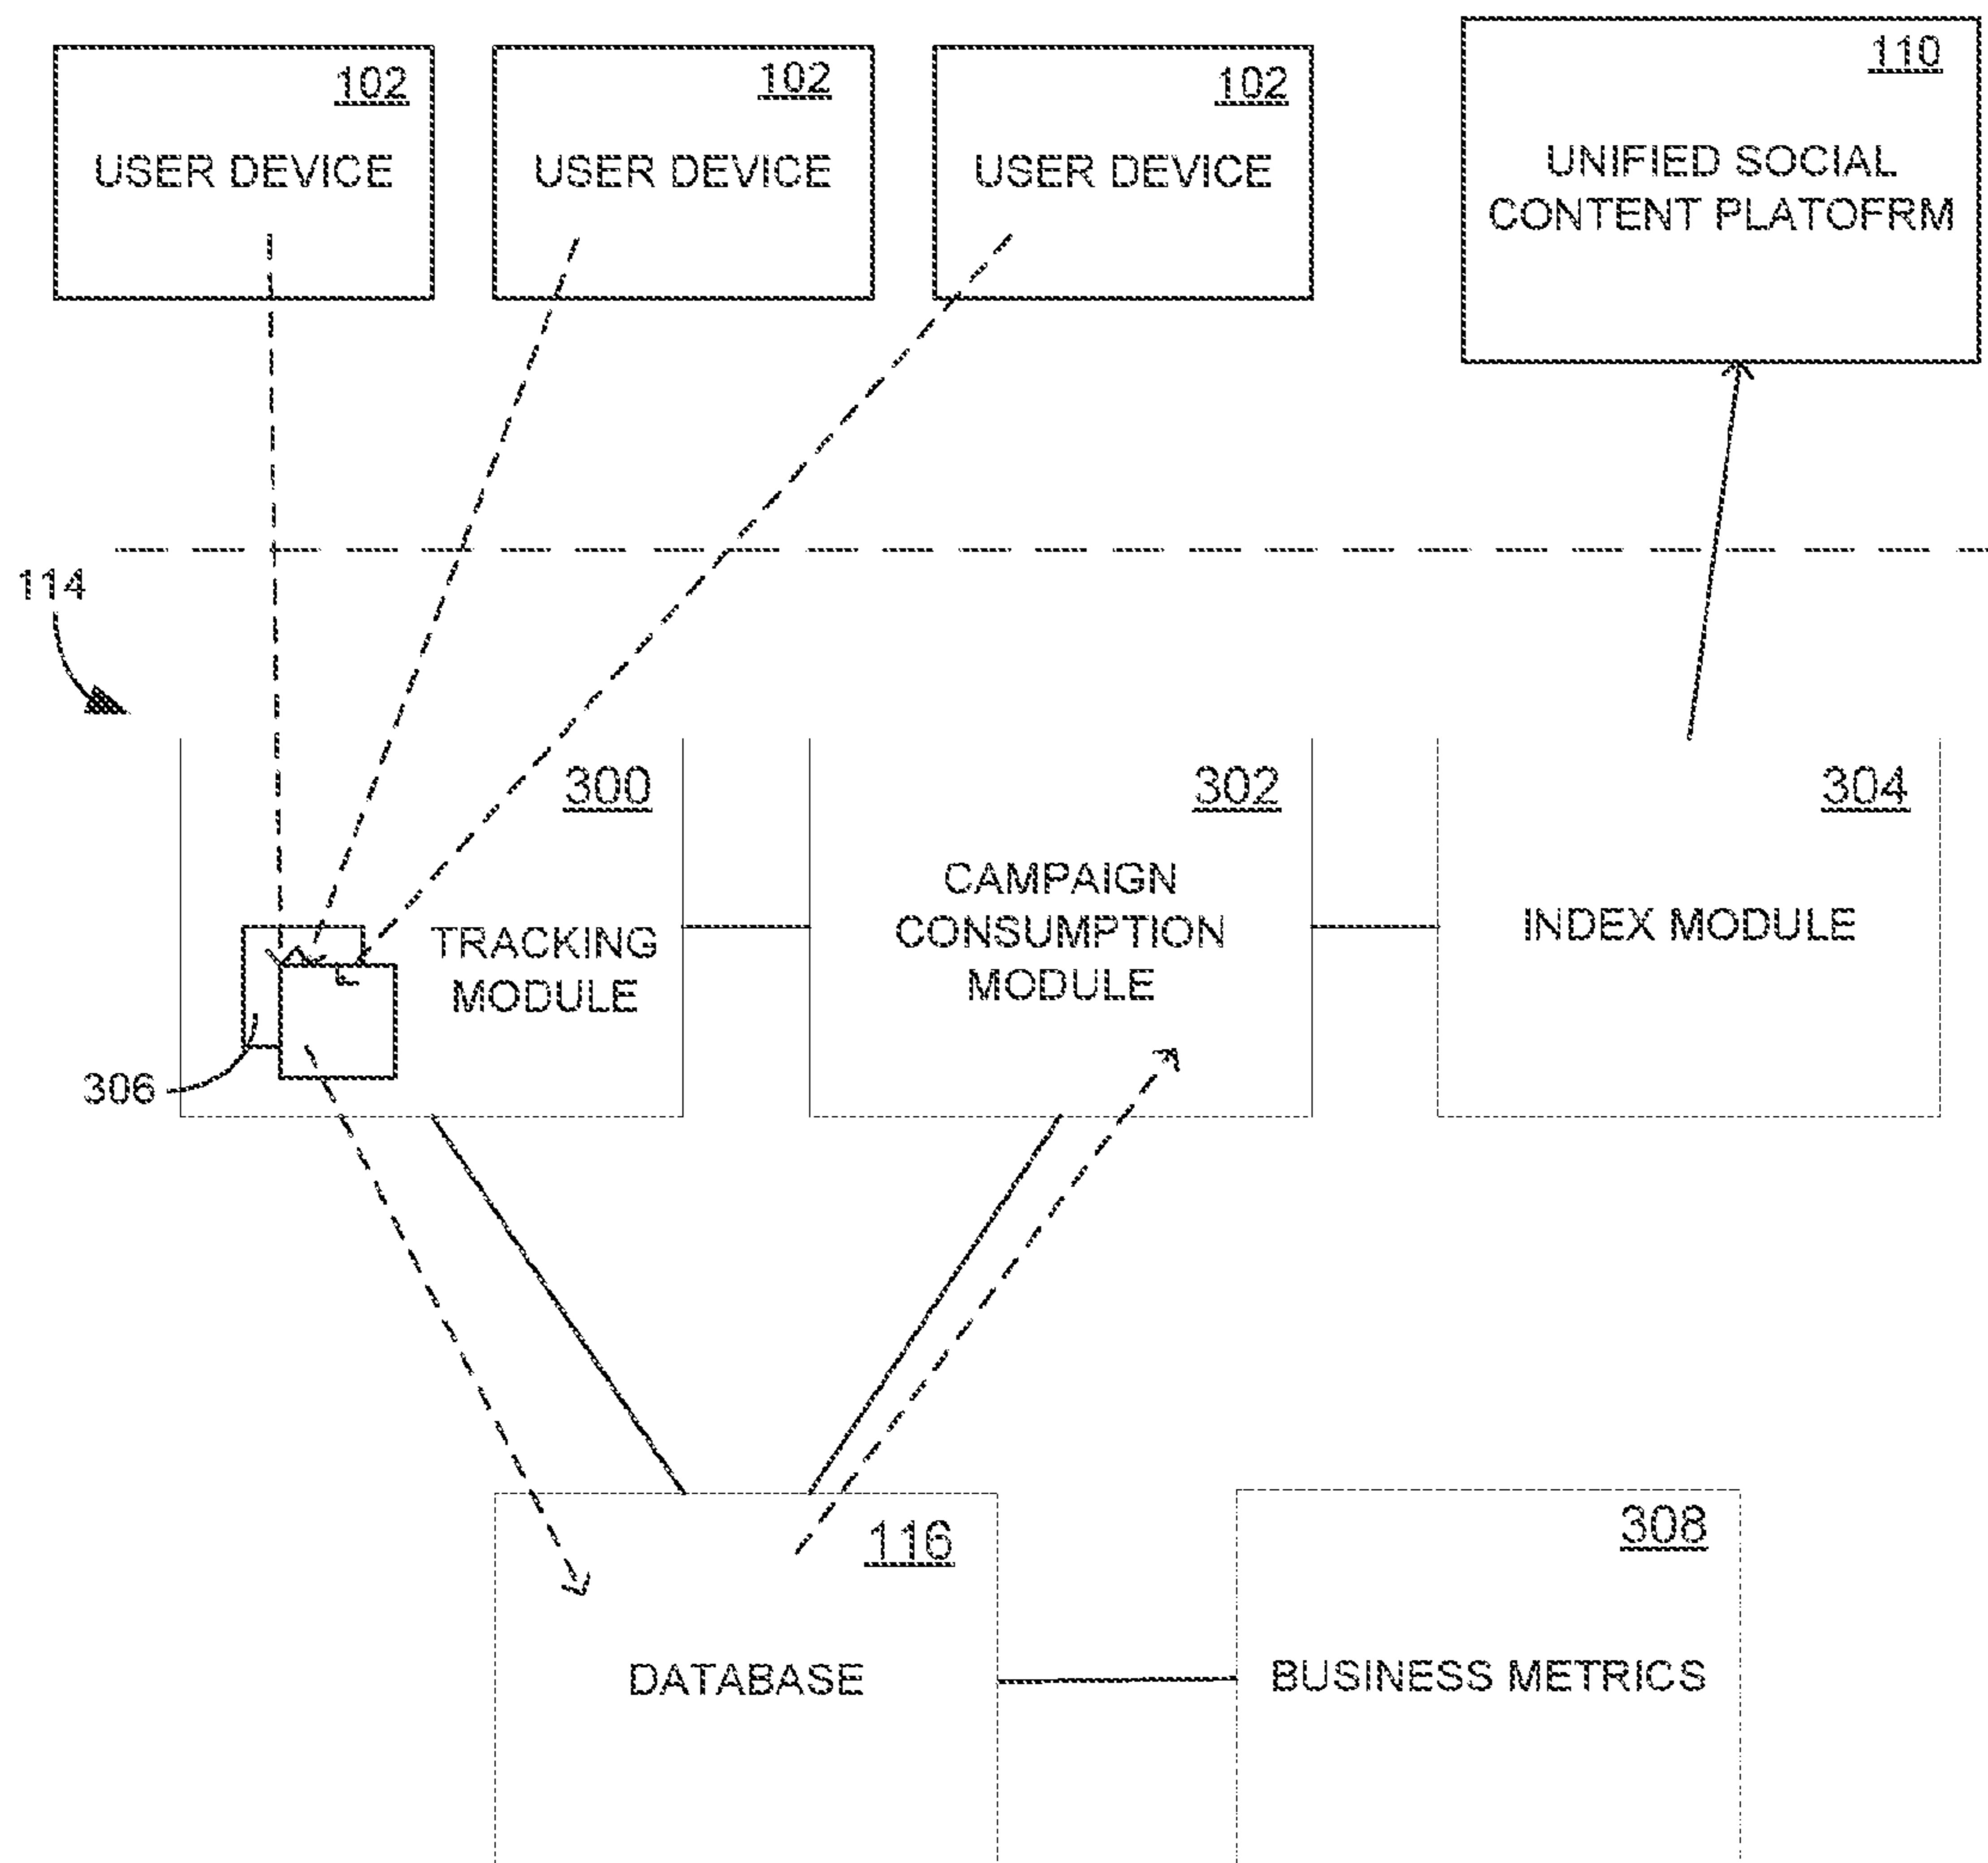 102
USER DEVICE
102
USER DEVICE
102
USER DEVICE
110
UNIFIED SOCIAL
CONTENT PLATOFRM
114
300
TRACKING
MODULE
306
302
CAMPAIGN
CONSUMPTION
MODULE
304
INDEX MODULE
116
DATABASE
308
BUSINESS METRICS